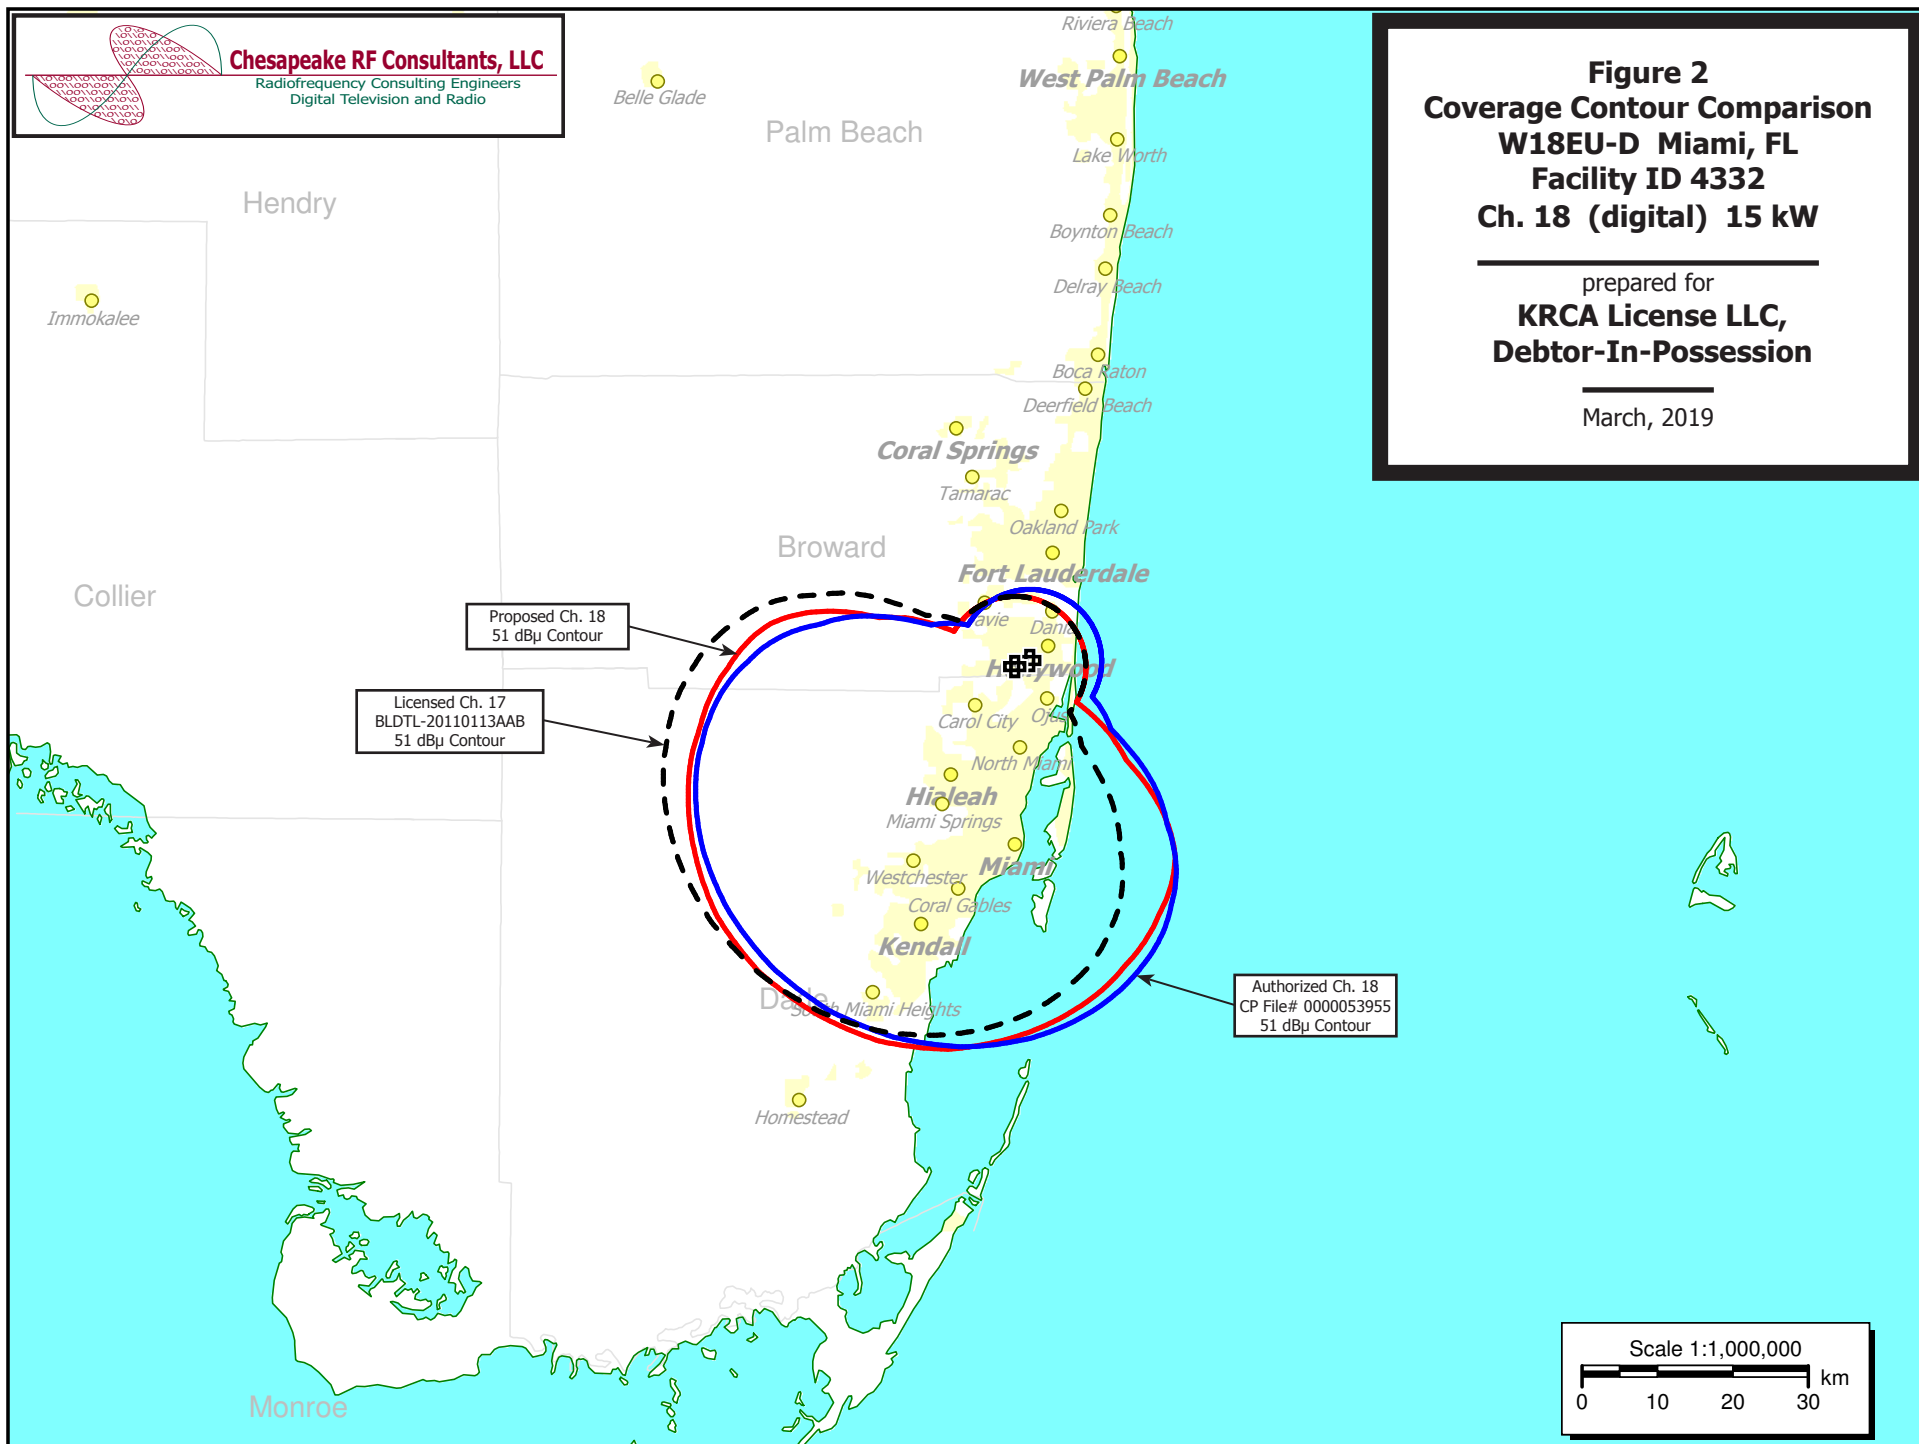 Chesapeake RF Consultants, LLC
Radiofrequency Consulting Engineers
Digital Television and Radio
Figure 2
Coverage Contour Comparison
W18EU-D Miami, FL
Facility ID 4332
Ch. 18 (digital) 15 kW
prepared for
KRCA License LLC,
Debtor-In-Possession
March, 2019
Riviera Beach
West Palm Beach
Belle Glade
Palm Beach
Lake Worth
Hendry
Boynton Beach
Delray Beach
Immokalee
Boca Raton
Deerfield Beach
Coral Springs
Tamarac
Oakland Park
Broward
Fort Lauderdale
Collier
Proposed Ch. 18
51 dBµ Contour
Davie
Dania
Hollywood
Licensed Ch. 17
BLDTL-20110113AAB
51 dBµ Contour
Carol City
Ojus
North Miami
Hialeah
Miami Springs
Miami
Westchester
Coral Gables
Kendall
Dade
South Miami Heights
Authorized Ch. 18
CP File# 0000053955
51 dBµ Contour
Homestead
Monroe
Scale 1:1,000,000
km
0 10 20 30